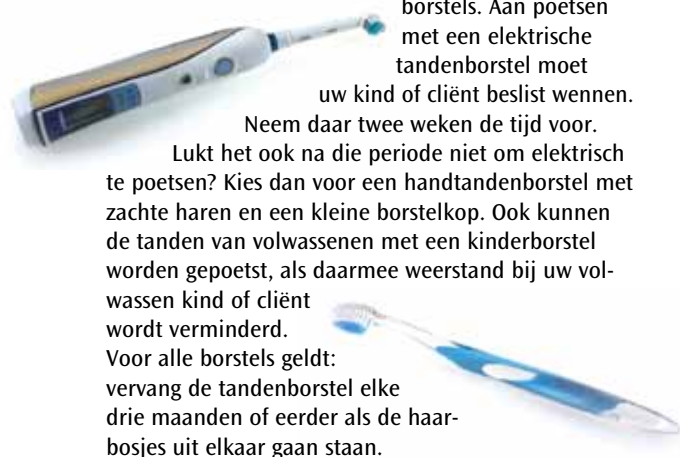 borstels. Aan poetsen
met een elektrische
tandenborstel moet
uw kind of cliënt beslist wennen.
Neem daar twee weken de tijd voor.
Lukt het ook na die periode niet om elektrisch
te poetsen? Kies dan voor een handtandenborstel met
zachte haren en een kleine borstelkop. Ook kunnen
de tanden van volwassenen met een kinderborstel
worden gepoetst, als daarmee weerstand bij uw vol-
wassen kind of cliënt
wordt verminderd.
Voor alle borstels geldt:
vervang de tandenborstel elke
drie maanden of eerder als de haar-
bosjes uit elkaar gaan staan.